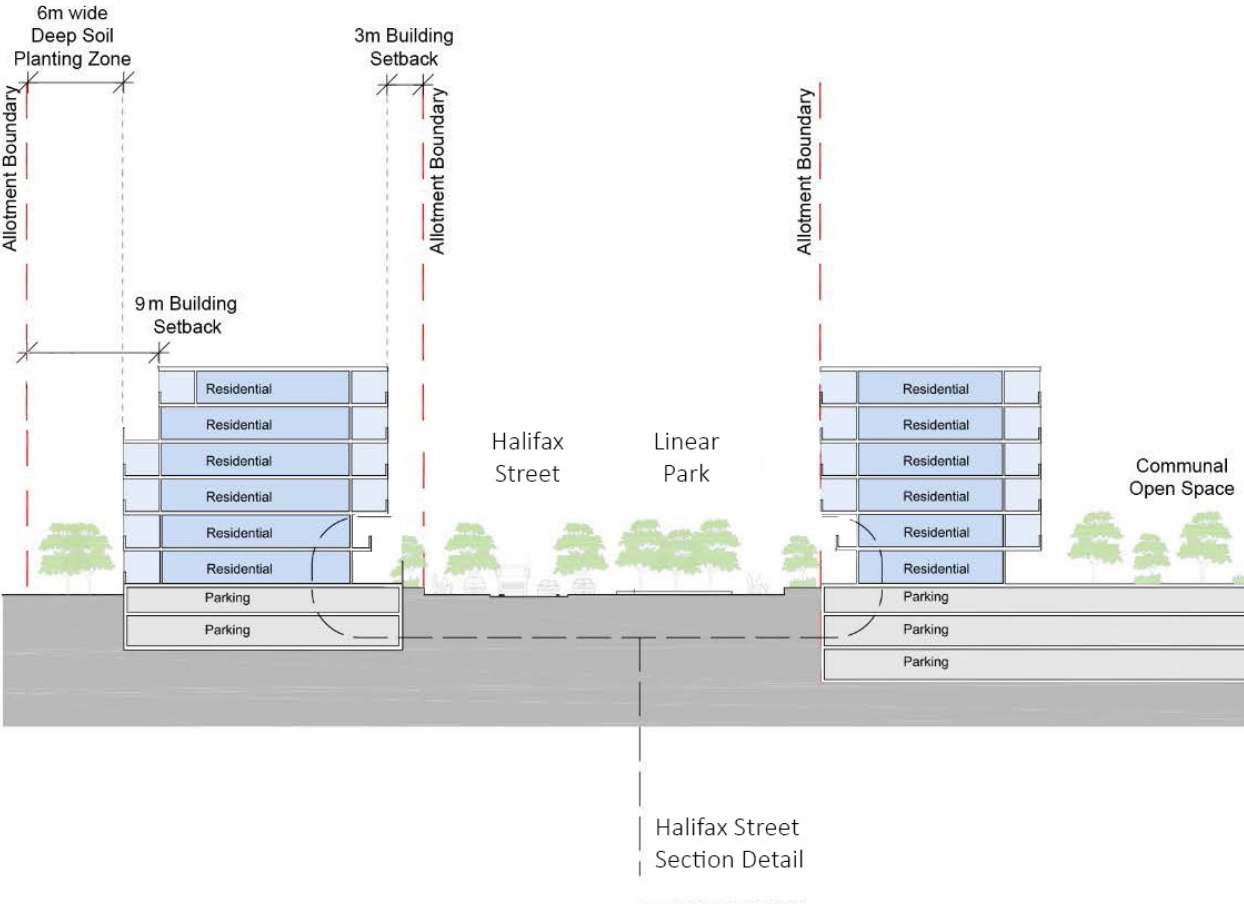 6m wide
Deep Soil
Planting Zone
3m Building
Setback
Allotment Boundary
Allotment Boundary
Allotment Boundary
9m Building
Setback
Residential
Residential
Residential
Residential
Residential
Residential
Parking
Parking
Halifax
Street
Linear
Park
Residential
Residential
Residential
Residential
Residential
Residential
Parking
Parking
Parking
Communal
Open Space
Halifax Street
Section Detail